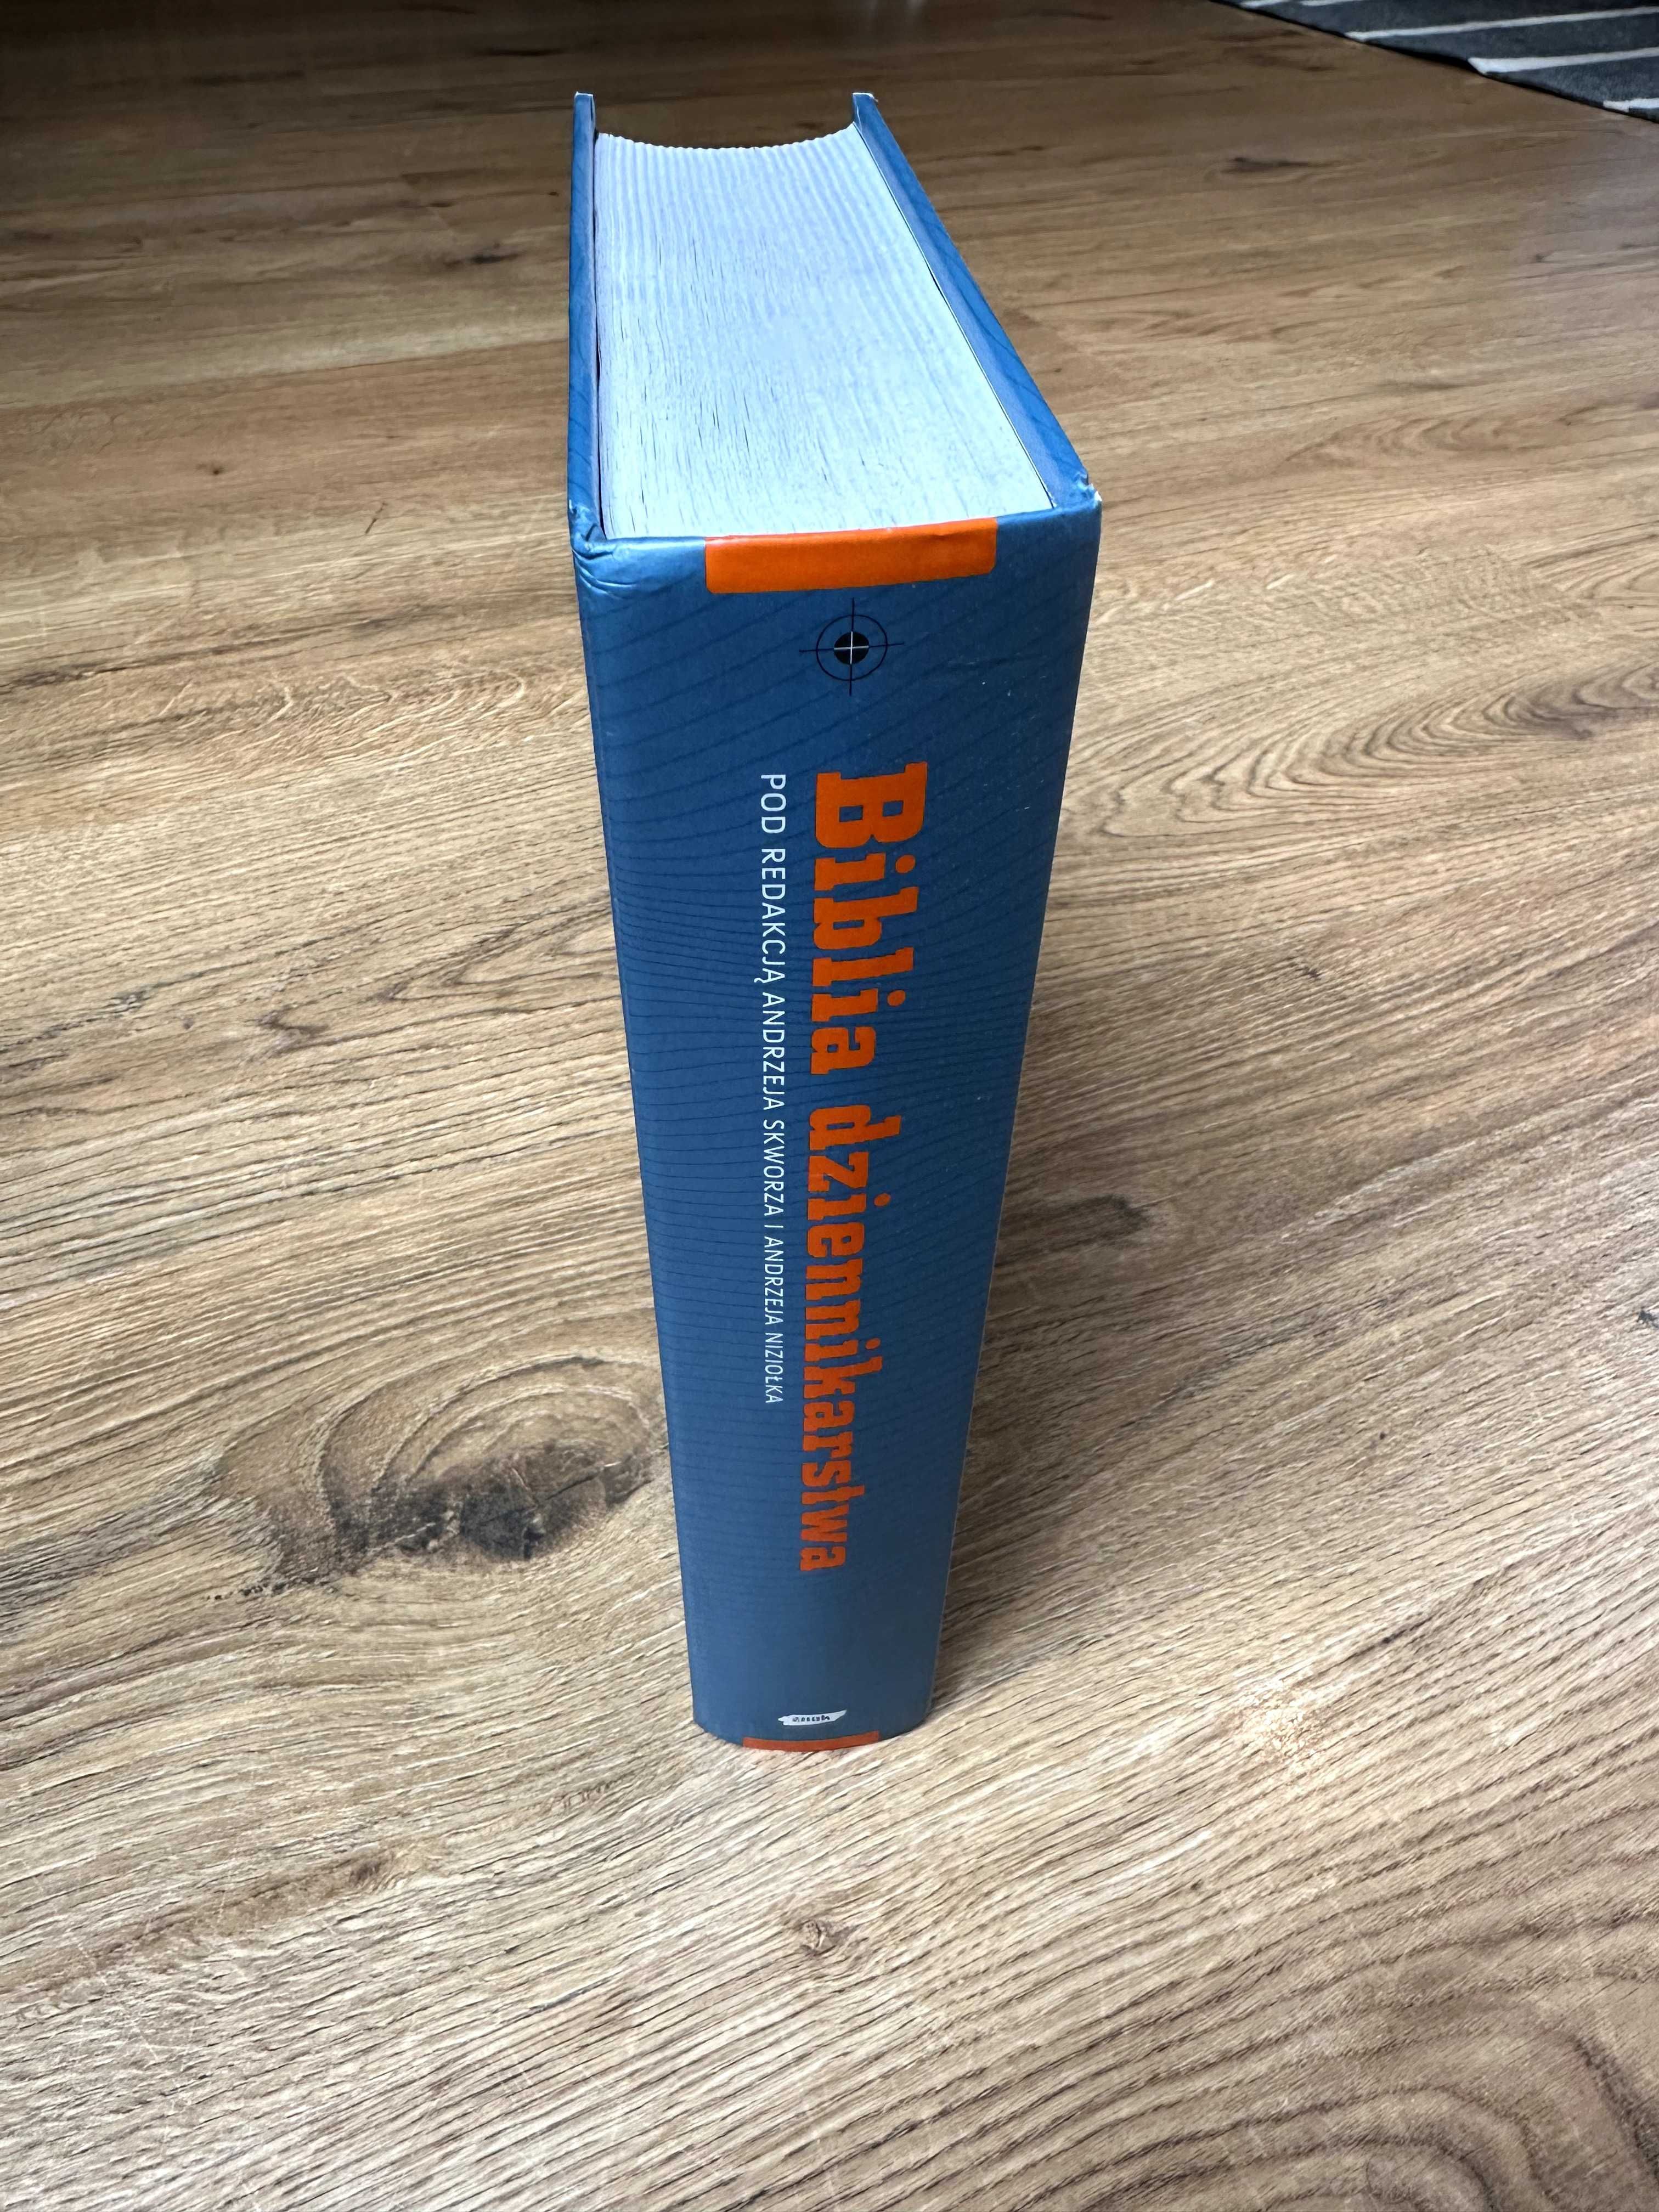 Biblia dziennikarstwa
POD REDAKCJĄ ANDRZEJA SKWORZA I ANDRZEJA NIZIOŁKA
znak